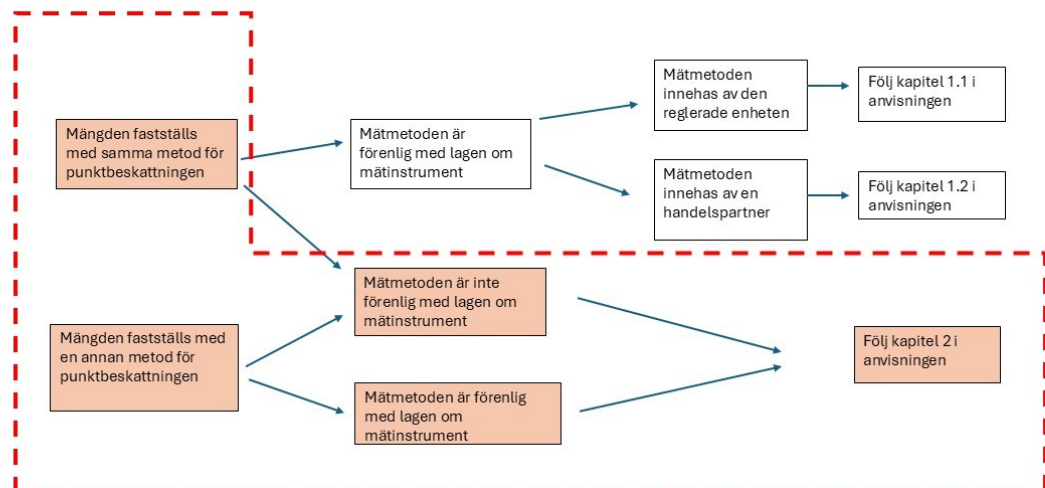 Mängden fastställs
med samma metod för
punktbeskattningen
Mätmetoden är
förenlig med lagen om
mätinstrument
Mätmetoden
innehas av den
reglerade enheten
Följ kapitel 1.1 i
anvisningen
Mätmetoden
innehas av en
handelspartner
Följ kapitel 1.2 i
anvisningen
Mängden fastställs med
en annan metod för
punktbeskattningen
Mätmetoden är inte
förenlig med lagen om
mätinstrument
Mätmetoden är förenlig
med lagen om
mätinstrument
Följ kapitel 2 i
anvisningen